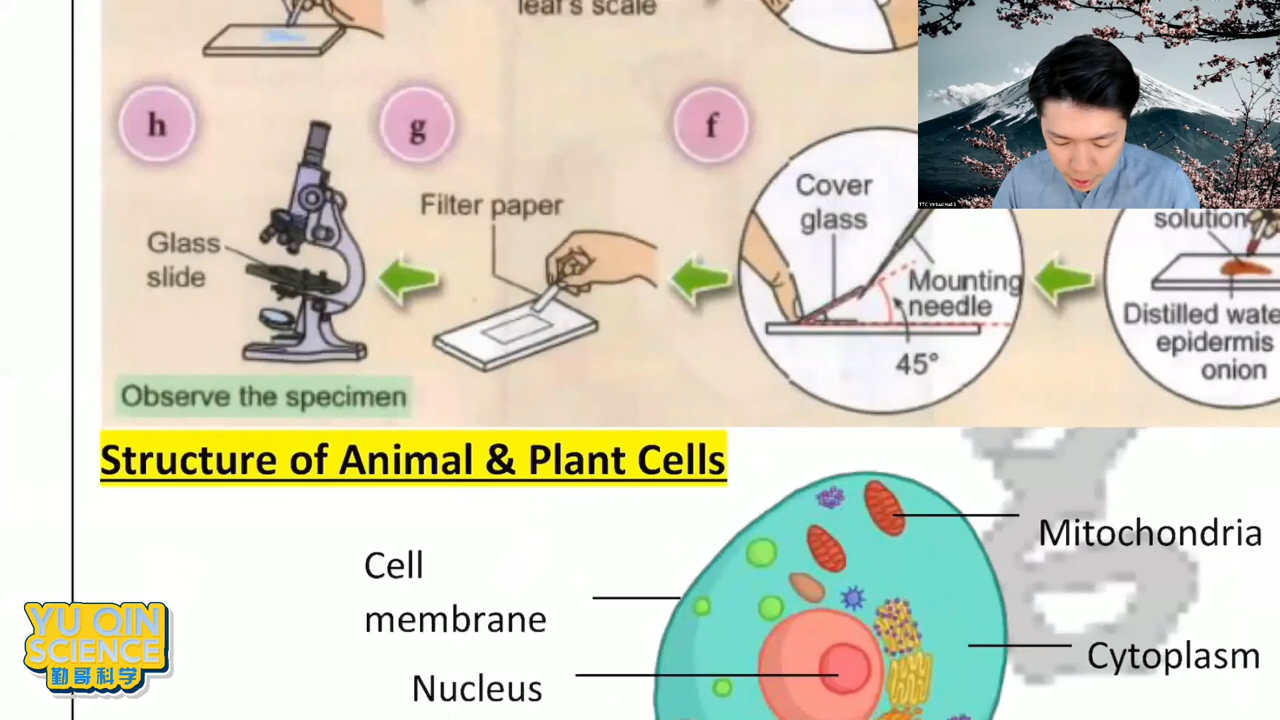 leaf's scale
h
g
f
Cover
glass
Filter paper
Glass
slide
Mounting
needle
45°
solution
Distilled wate
epidermis
onion
Observe the specimen
Structure of Animal & Plant Cells
Mitochondria
Cell
membrane
Cytoplasm
Nucleus
YU QIN
SCIENCE
勤哥科学